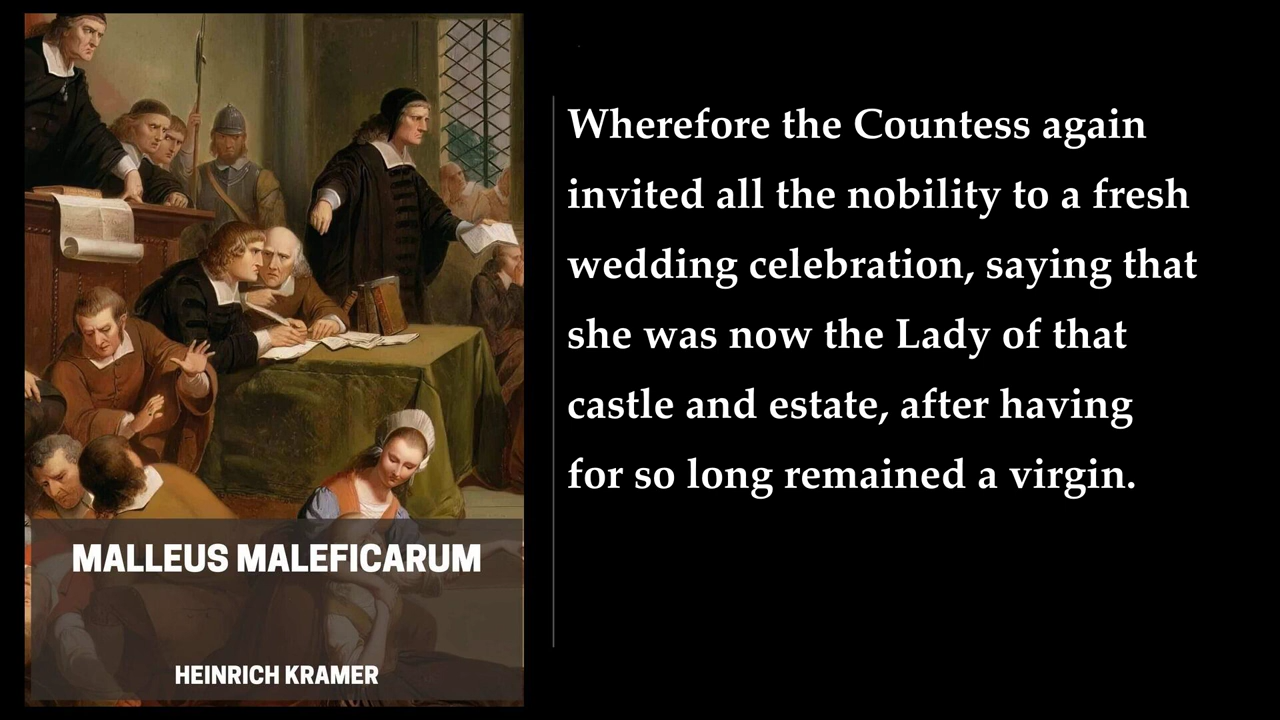 MALLEUS MALEFICARUM
HEINRICH KRAMER
Wherefore the Countess again
invited all the nobility to a fresh
wedding celebration, saying that
she was now the Lady of that
castle and estate, after having
for so long remained a virgin.